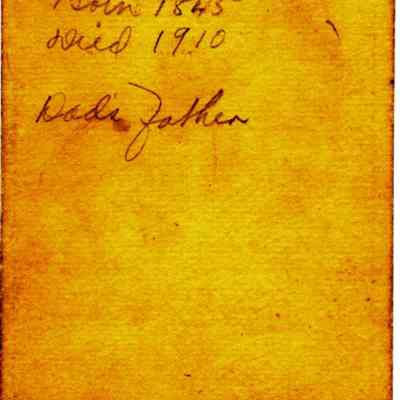 Born 1845
Died 1910
Dad's Father